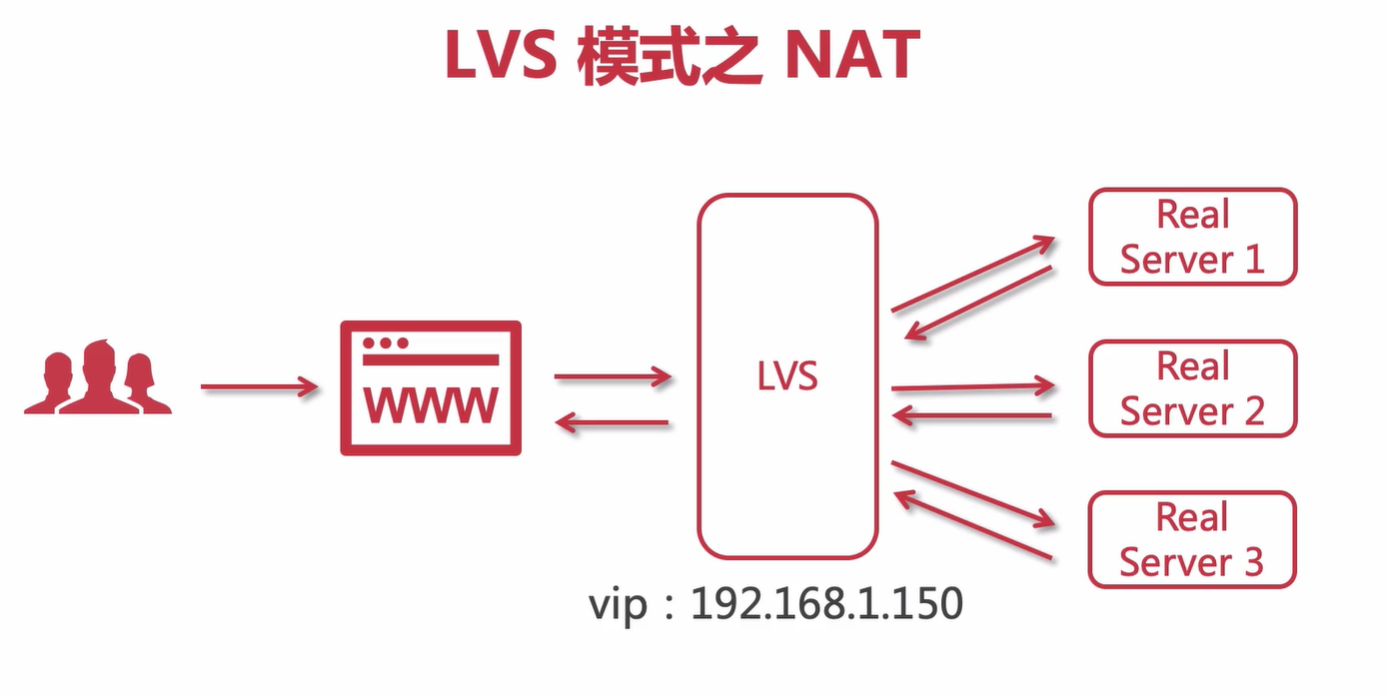 LVS 模式之 NAT
Real
Server 1
WWW
LVS
Real
Server 2
Real
Server 3
vip：192.168.1.150